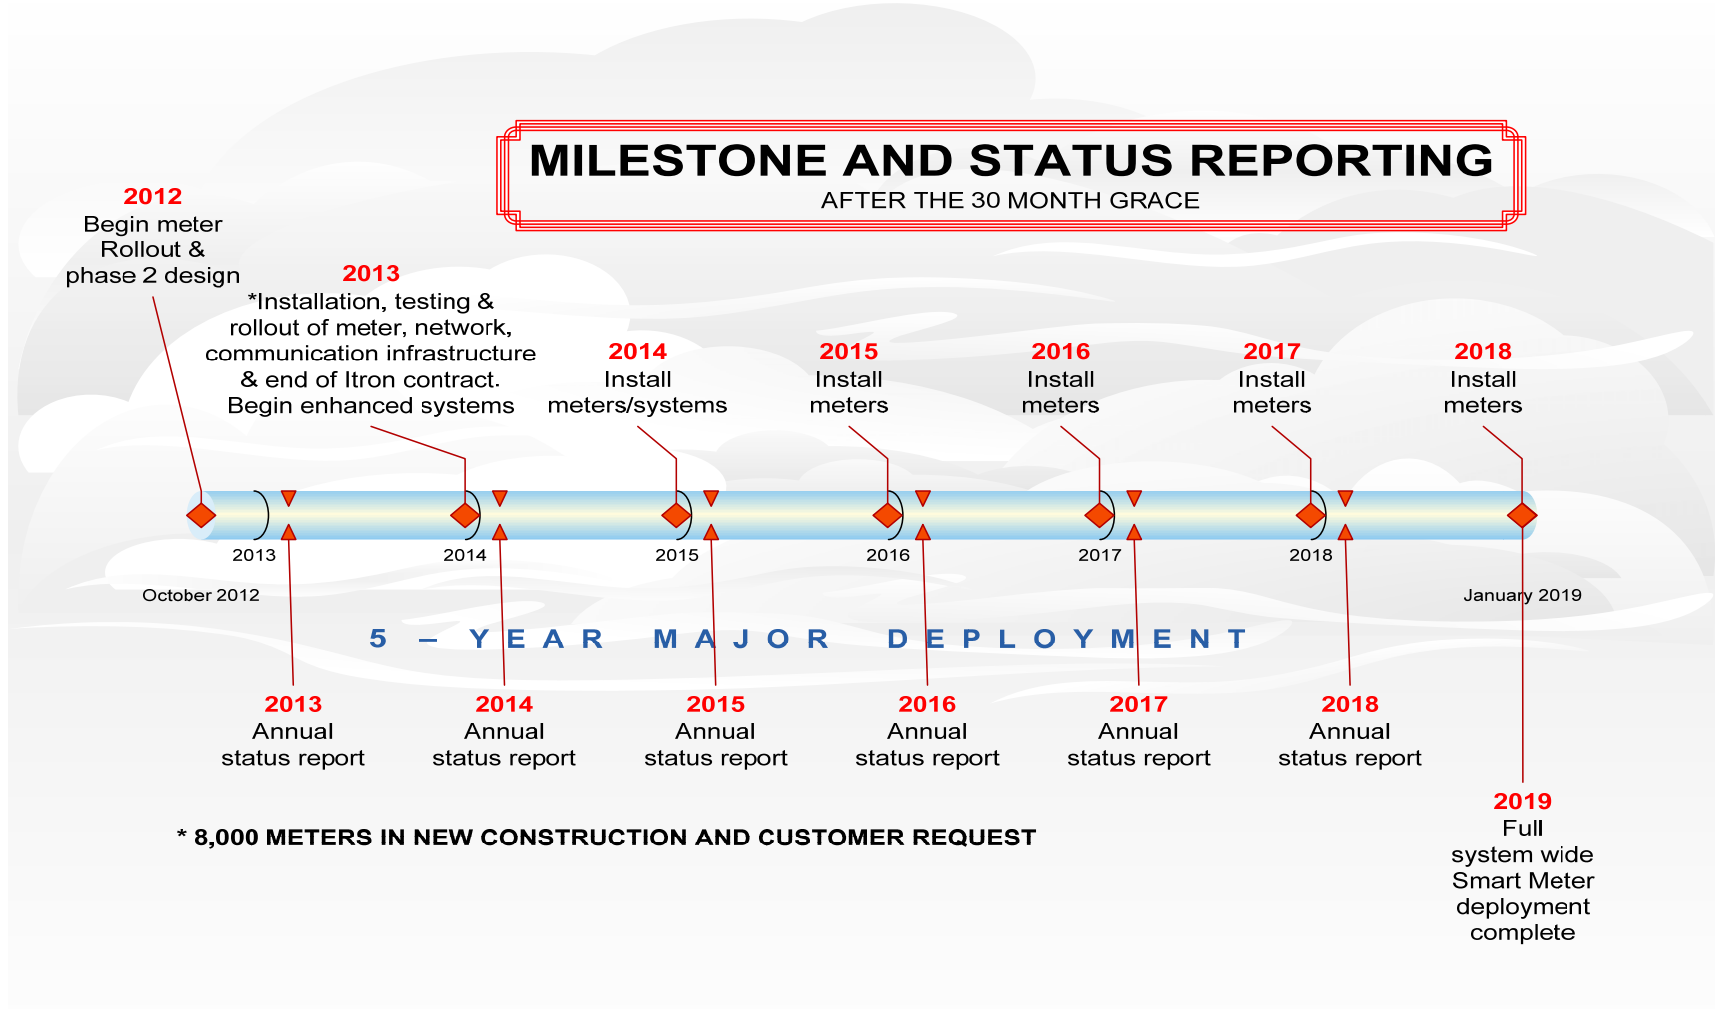 MILESTONE AND STATUS REPORTING
AFTER THE 30 MONTH GRACE
2012
Begin meter
Rollout &
phase 2 design
2013
*Installation, testing &
rollout of meter, network,
communication infrastructure
& end of Itron contract.
Begin enhanced systems
2014
Install
meters/systems
2015
Install
meters
2016
Install
meters
2017
Install
meters
2018
Install
meters
2013
2014
2015
2016
2017
2018
October 2012
January 2019
5 – YEAR MAJOR DEPLOYMENT
2013
Annual
status report
2014
Annual
status report
2015
Annual
status report
2016
Annual
status report
2017
Annual
status report
2018
Annual
status report
2019
Full
system wide
Smart Meter
deployment
complete
* 8,000 METERS IN NEW CONSTRUCTION AND CUSTOMER REQUEST